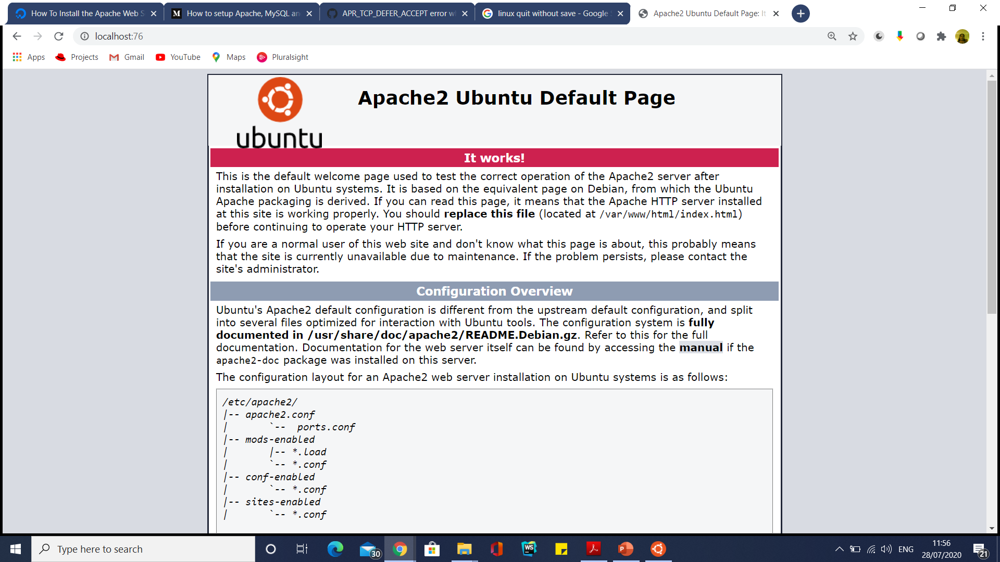 How To Install the Apache Web S
How to setup Apache, MySQL an
APR_TCP_DEFER_ACCEPT error w
linux quit without save - Google S
Apache2 Ubuntu Default Page: It
localhost:76
Apps
Projects
Gmail
YouTube
Maps
Pluralsight
ubuntu
Apache2 Ubuntu Default Page
It works!
This is the default welcome page used to test the correct operation of the Apache2 server after
installation on Ubuntu systems. It is based on the equivalent page on Debian, from which the Ubuntu
Apache packaging is derived. If you can read this page, it means that the Apache HTTP server installed
at this site is working properly. You should replace this file (located at /var/www/html/index.html)
before continuing to operate your HTTP server.
If you are a normal user of this web site and don't know what this page is about, this probably means
that the site is currently unavailable due to maintenance. If the problem persists, please contact the
site's administrator.
Configuration Overview
Ubuntu's Apache2 default configuration is different from the upstream default configuration, and split
into several files optimized for interaction with Ubuntu tools. The configuration system is fully
documented in /usr/share/doc/apache2/README.Debian.gz. Refer to this for the full
documentation. Documentation for the web server itself can be found by accessing the manual if the
apache2-doc package was installed on this server.
The configuration layout for an Apache2 web server installation on Ubuntu systems is as follows:
/etc/apache2/
|-- apache2.conf
|       `--  ports.conf
|-- mods-enabled
|       |-- *.load
|       `-- *.conf
|-- conf-enabled
|       `-- *.conf
|-- sites-enabled
|       `-- *.conf
Type here to search
30
WS
P
ENG
11:56
28/07/2020
21